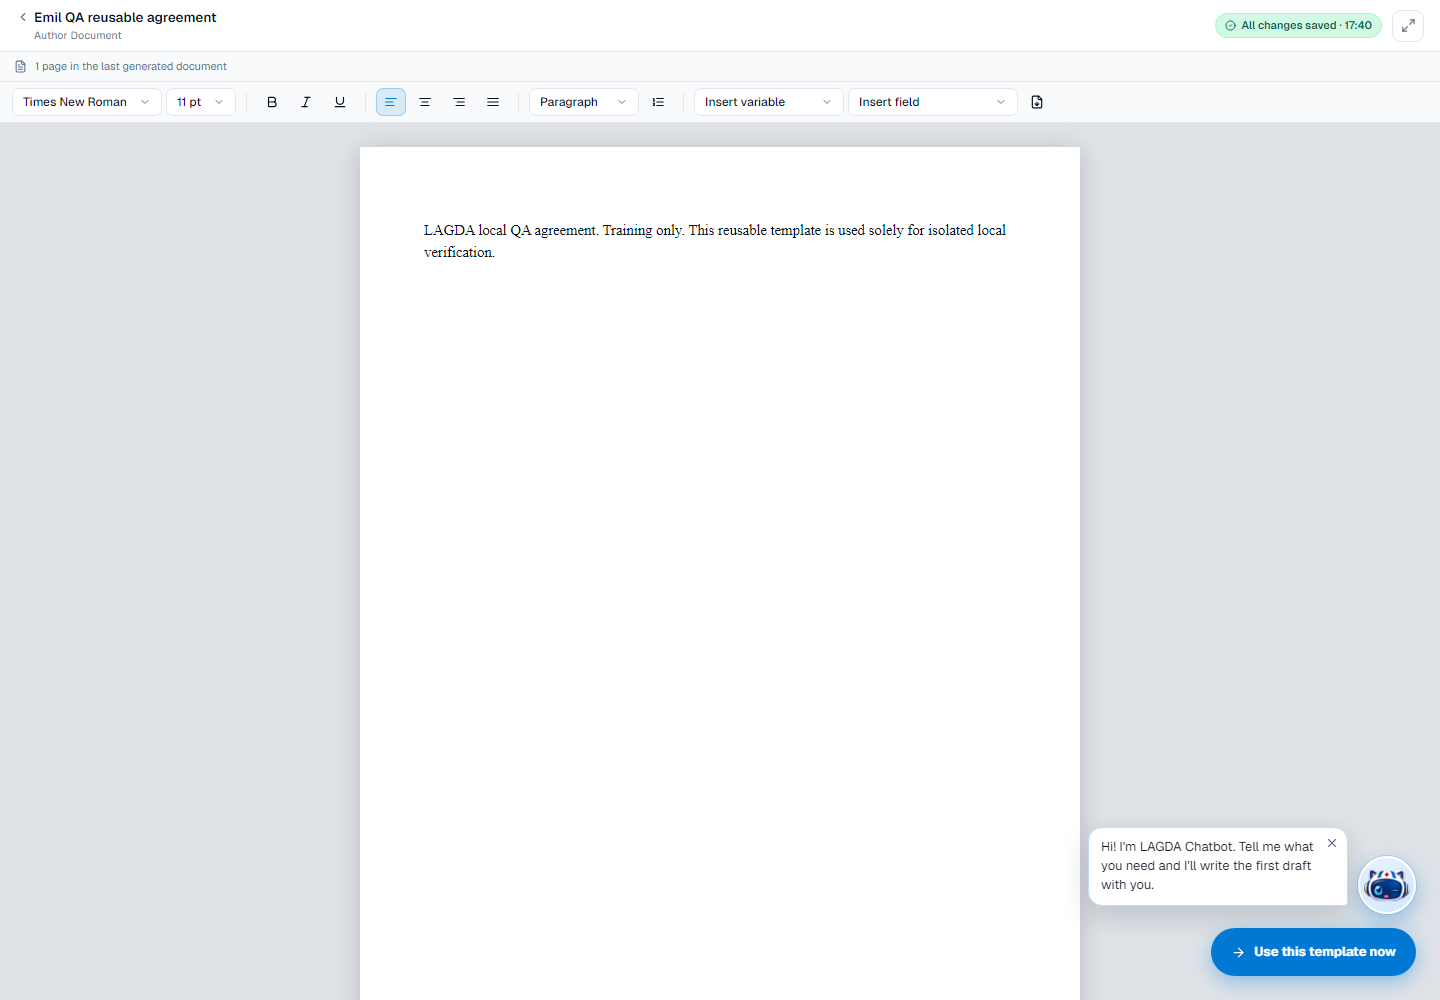 Emil QA reusable agreement
Author Document
All changes saved · 17:40
1 page in the last generated document
Times New Roman
11 pt
B
I
U
Paragraph
Insert variable
Insert field
LAGDA local QA agreement. Training only. This reusable template is used solely for isolated local
verification.
Hi! I'm LAGDA Chatbot. Tell me what
you need and I'll write the first draft
with you.
Use this template now